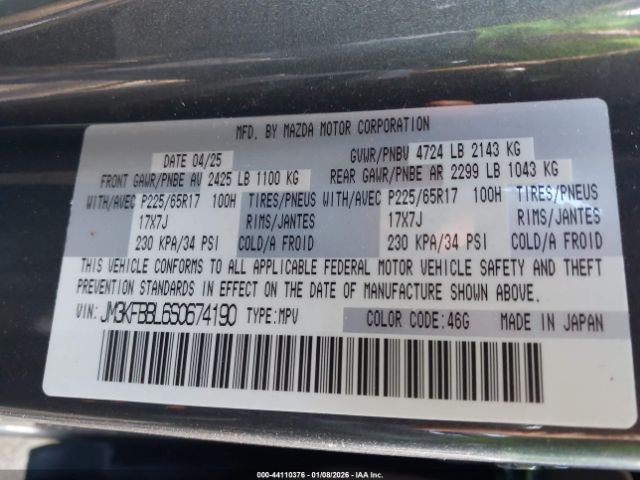 MFD. BY MAZDA MOTOR CORPORATION
DATE 04/25 GVWR/PNBV 4724 LB 2143 KG
FRONT GAWR/PNBE AV 2425 LB 1100 KG REAR GAWR/PNBE AR 2299 LB 1043 KG
WITH/AVEC P225/65R17 100H TIRES/PNEUS WITH/AVEC P225/65R17 100H TIRES/PNEUS
17X7J RIMS/JANTES 17X7J RIMS/JANTES
230 KPA/34 PSI COLD/A FROID 230 KPA/34 PSI COLD/A FROID
THIS VEHICLE CONFORMS TO ALL APPLICABLE FEDERAL MOTOR VEHICLE SAFETY AND THEFT
PREVENTION STANDARDS IN EFFECT ON THE DATE OF MANUFACTURE SHOWN ABOVE.
VIN: JM3KFBBL6S0674190 TYPE:MPV COLOR CODE:46G MADE IN JAPAN
000-44110376 - 01/08/2026 - IAA Inc.